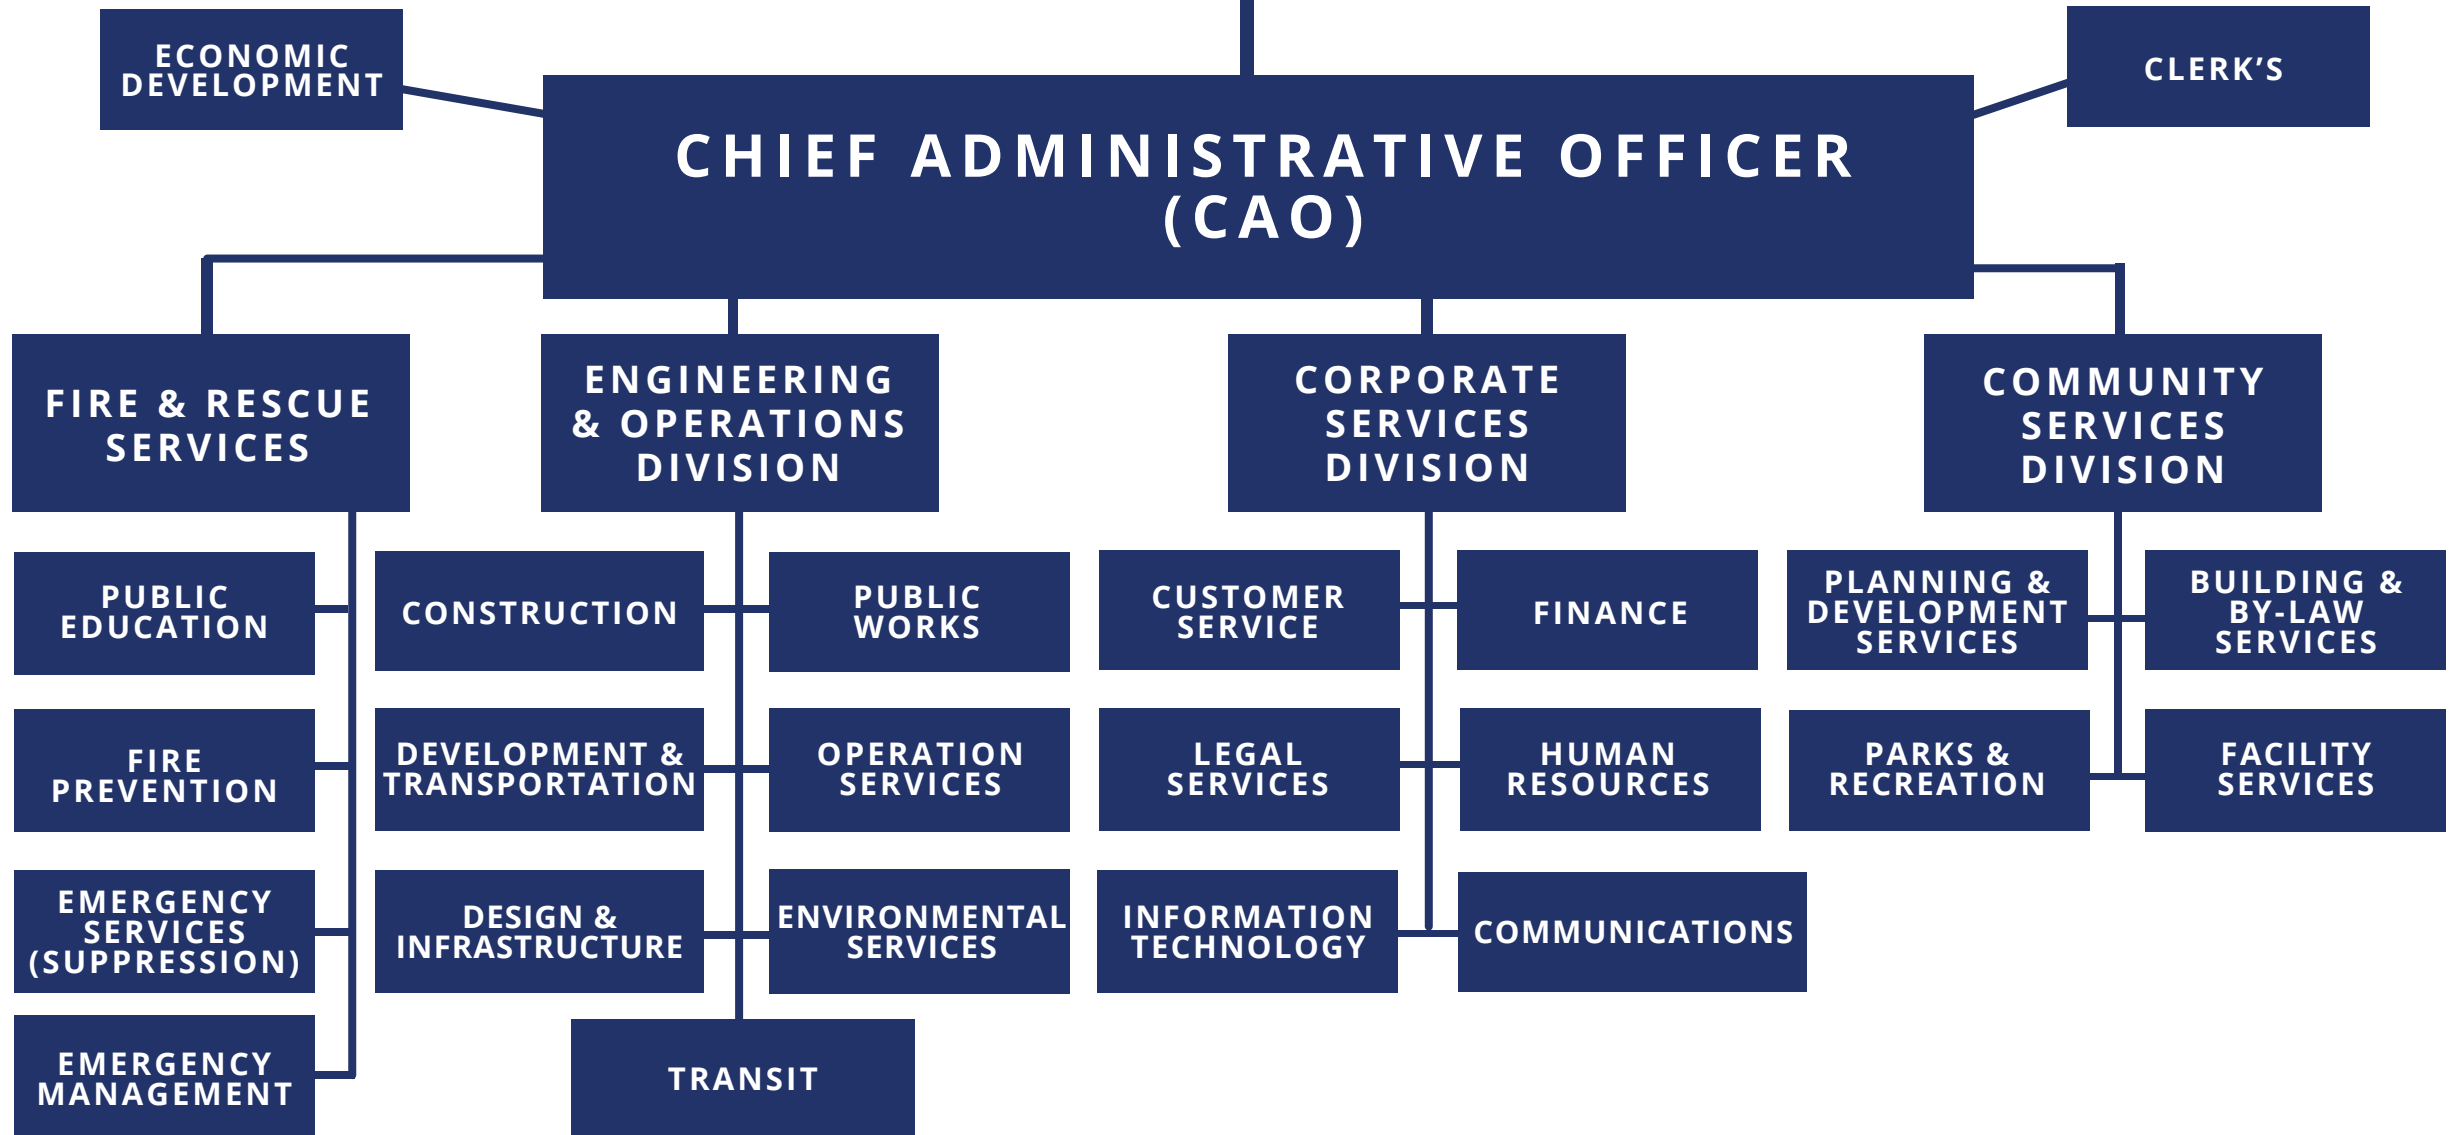 ECONOMIC
DEVELOPMENT
CLERK’S
CHIEF ADMINISTRATIVE OFFICER
(CAO)
FIRE & RESCUE
SERVICES
ENGINEERING
& OPERATIONS
DIVISION
CORPORATE
SERVICES
DIVISION
COMMUNITY
SERVICES
DIVISION
PUBLIC
EDUCATION
FIRE
PREVENTION
EMERGENCY
SERVICES
(SUPPRESSION)
EMERGENCY
MANAGEMENT
CONSTRUCTION
PUBLIC
WORKS
DEVELOPMENT &
TRANSPORTATION
OPERATION
SERVICES
DESIGN &
INFRASTRUCTURE
ENVIRONMENTAL
SERVICES
TRANSIT
CUSTOMER
SERVICE
FINANCE
LEGAL
SERVICES
HUMAN
RESOURCES
INFORMATION
TECHNOLOGY
COMMUNICATIONS
PLANNING &
DEVELOPMENT
SERVICES
BUILDING &
BY-LAW
SERVICES
PARKS &
RECREATION
FACILITY
SERVICES